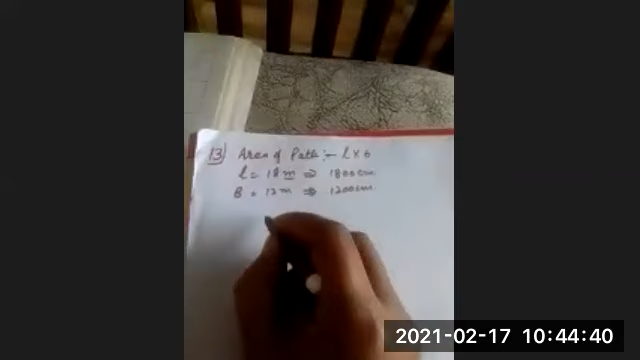 13) Area of Path :- l x b
l = 18 m ⇒ 1800 cm
B = 12 m ⇒ 1200 cm
2021-02-17 10:44:40